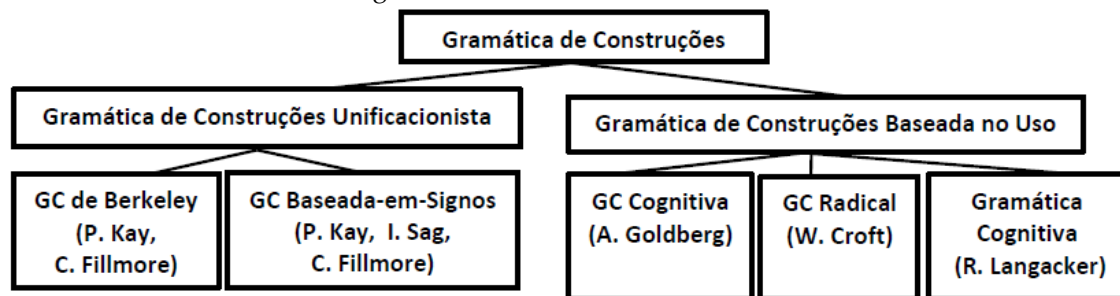 Gramática de Construções
Gramática de Construções Unificacionista
Gramática de Construções Baseada no Uso
GC de Berkeley
(P. Kay,
C. Fillmore)
GC Baseada-em-Signos
(P. Kay, I. Sag,
C. Fillmore)
GC Cognitiva
(A. Goldberg)
GC Radical
(W. Croft)
Gramática
Cognitiva
(R. Langacker)